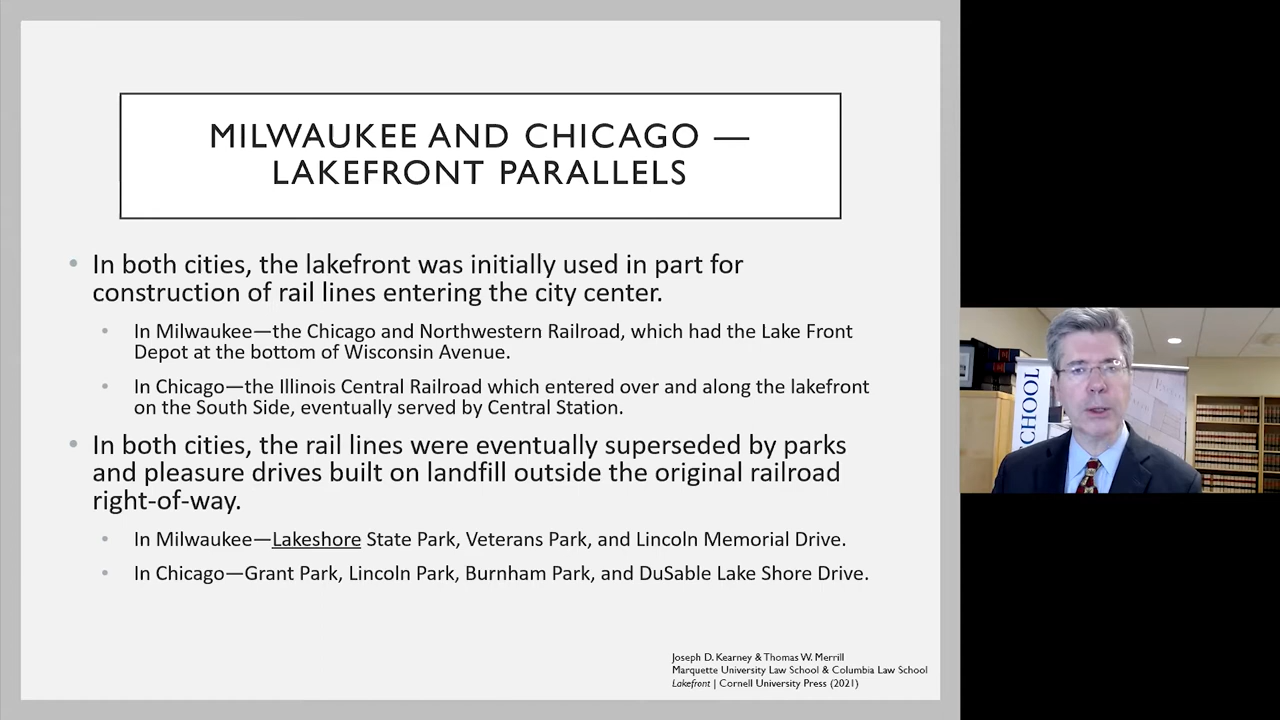 MILWAUKEE AND CHICAGO —
LAKEFRONT PARALLELS
• In both cities, the lakefront was initially used in part for
construction of rail lines entering the city center.
• In Milwaukee—the Chicago and Northwestern Railroad, which had the Lake Front
Depot at the bottom of Wisconsin Avenue.
• In Chicago—the Illinois Central Railroad which entered over and along the lakefront
on the South Side, eventually served by Central Station.
• In both cities, the rail lines were eventually superseded by parks
and pleasure drives built on landfill outside the original railroad
right-of-way.
• In Milwaukee—Lakeshore State Park, Veterans Park, and Lincoln Memorial Drive.
• In Chicago—Grant Park, Lincoln Park, Burnham Park, and DuSable Lake Shore Drive.
Joseph D. Kearney & Thomas W. Merrill
Marquette University Law School & Columbia Law School
Lakefront | Cornell University Press (2021)
CHOOL